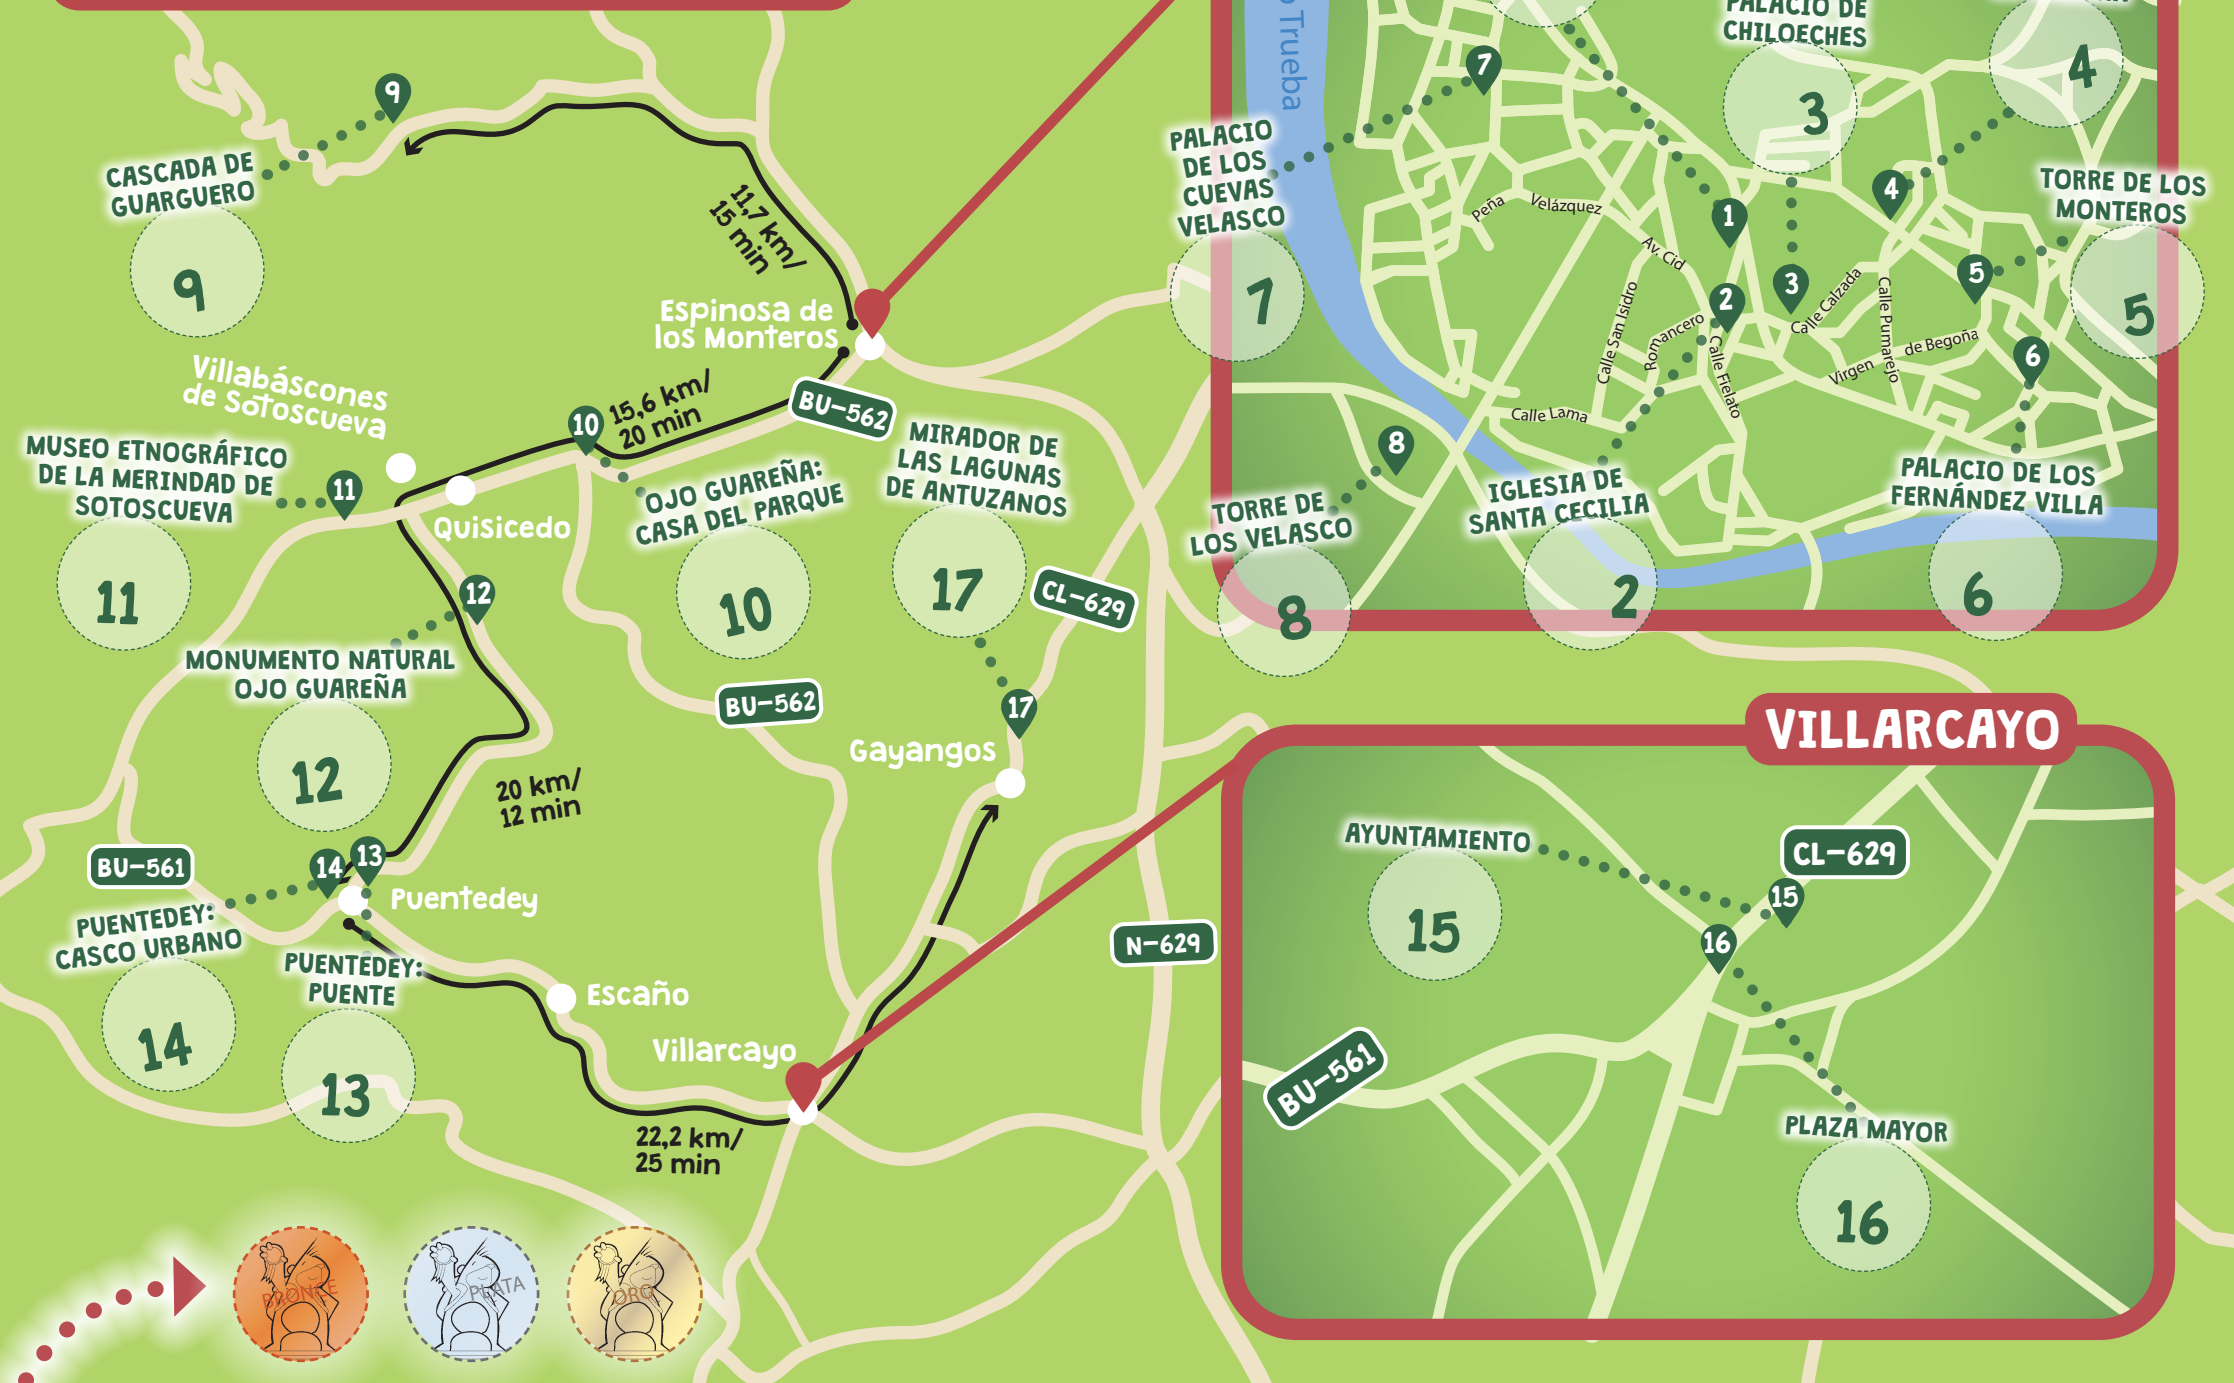 9
CASCADA DE
GUARGUERO
9
11,7 km/
15 min
Espinosa de
los Monteros
Villabáscones
de Sotoscueva
MUSEO ETNOGRÁFICO
DE LA MERINDAD DE
SOTOSCUEVA
11
11
Quisicedo
10
15,6 km/
20 min
BU-562
OJO GUAREÑA:
CASA DEL PARQUE
10
MIRADOR DE
LAS LAGUNAS
DE ANTUZANOS
17
CL-629
12
MONUMENTO NATURAL
OJO GUAREÑA
12
BU-562
17
Gayangos
20 km/
12 min
BU-561
14
13
Puentedey
PUENTEDEY:
CASCO URBANO
14
PUENTEDEY:
PUENTE
13
Escaño
Villarcayo
22,2 km/
25 min
N-629
BRONCE
PLATA
ORO
Trueba
PALACIO DE
CHILOECHES
3
4
7
PALACIO
DE LOS
CUEVAS
VELASCO
7
TORRE DE LOS
MONTEROS
5
Peña
Velázquez
Av. Cid
1
4
2
3
5
6
Calle San Isidro
Romancero
Calle Fielato
Calle Calzada
Calle Pumarejo
Virgen
de Begoña
Calle Lama
8
TORRE DE
LOS VELASCO
8
IGLESIA DE
SANTA CECILIA
2
PALACIO DE LOS
FERNÁNDEZ VILLA
6
VILLARCAYO
AYUNTAMIENTO
15
CL-629
15
16
BU-561
PLAZA MAYOR
16